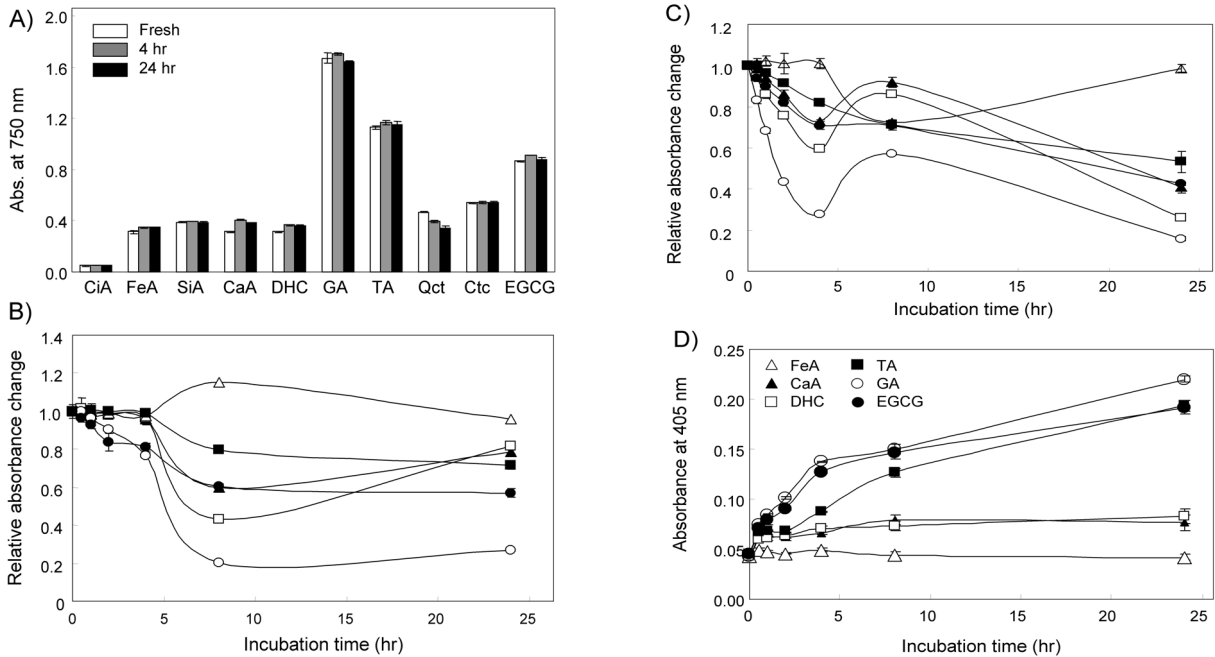 A)
Abs. at 750 nm
2.0
1.6
1.2
0.8
0.4
0.0
Fresh
4 hr
24 hr
CiA FeA SiA CaA DHC GA TA Qct Ctc EGCG
B)
Relative absorbance change
1.4
1.2
1.0
0.8
0.6
0.4
0.2
0
0 5 10 15 20 25
Incubation time (hr)
C)
Relative absorbance change
1.2
1.0
0.8
0.6
0.4
0.2
0
0 5 10 15 20 25
Incubation time (hr)
D)
Absorbance at 405 nm
0.25
0.20
0.15
0.10
0.05
0.00
FeA TA
CaA GA
DHC EGCG
0 5 10 15 20 25
Incubation time (hr)